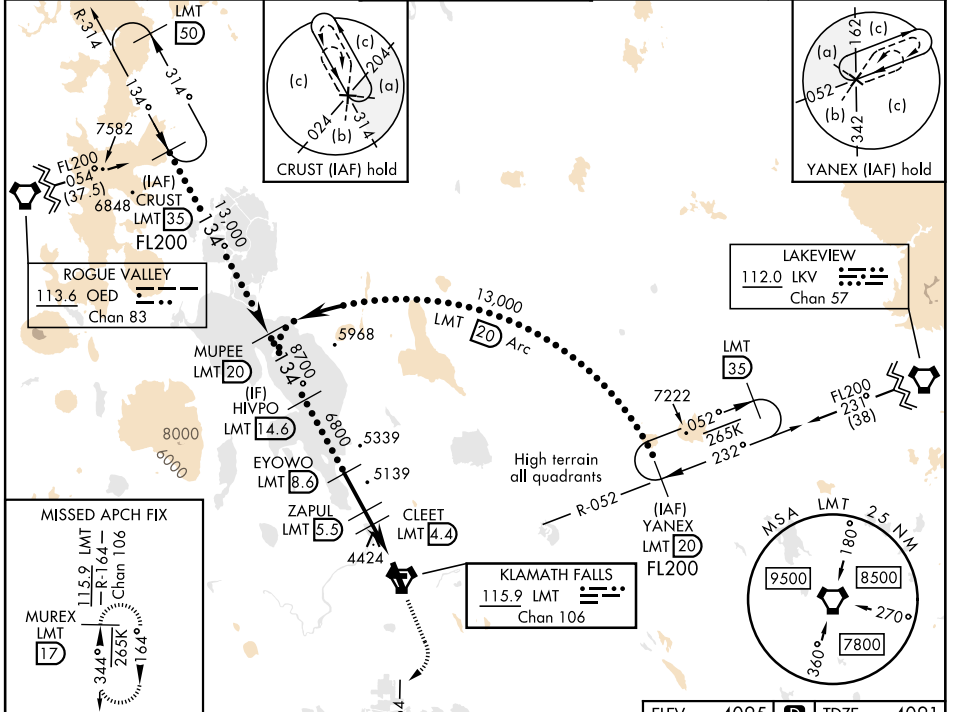 R-314
LMT
50
134°
314°
7582
FL200
054°
(37.5)
6848
(IAF)
CRUST
LMT 35
FL200
ROGUE VALLEY
113.6 OED
Chan 83
13,000
134°
(c)
204
(a)
(c)
024
(b)
314
CRUST (IAF) hold
162
(c)
(a)
052
(b)
342
(c)
YANEX (IAF) hold
LAKEVIEW
112.0 LKV
Chan 57
13,000
LMT 20 Arc
5968
MUPEE
LMT 20
8700
134°
(IF)
HIVPO
LMT 14.6
6800
5339
EYOWO
LMT 8.6
5139
ZAPUL
LMT 5.5
CLEET
LMT 4.4
4424
8000
6000
LMT
35
7222
052°
265K
232°
FL200
231°
(38)
High terrain
all quadrants
R-052
(IAF)
YANEX
LMT 20
FL200
KLAMATH FALLS
115.9 LMT
Chan 106
MISSED APCH FIX
115.9 LMT
R-164
Chan 106
MUREX
LMT
17
344°
265K
164°
MSA LMT 25 NM
180°
9500
8500
270°
360°
7800
ELEV 4095 D TDZE 4091